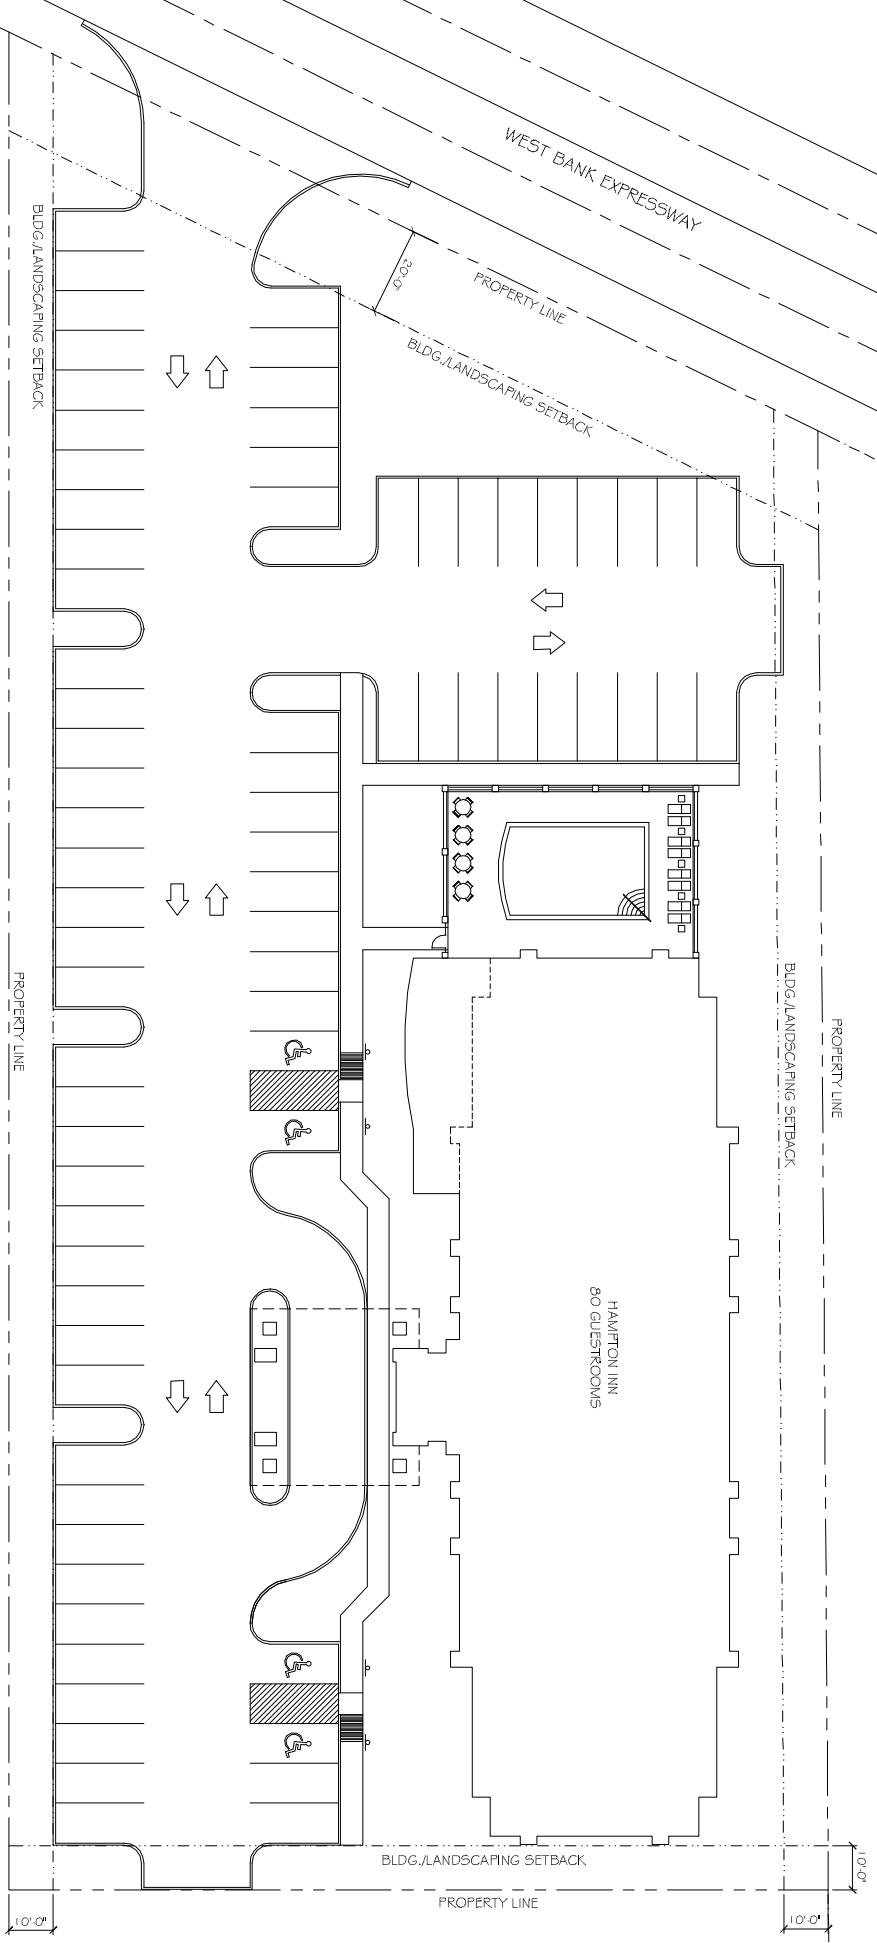 WEST BANK EXPRESSWAY
BLDG./LANDSCAPING SETBACK
20'-0"
PROPERTY LINE
BLDG./LANDSCAPING SETBACK
PROPERTY LINE
BLDG./LANDSCAPING SETBACK
PROPERTY LINE
HAMPTON INN
80 GUESTROOMS
BLDG./LANDSCAPING SETBACK
10'-0"
PROPERTY LINE
10'-0"
10'-0"